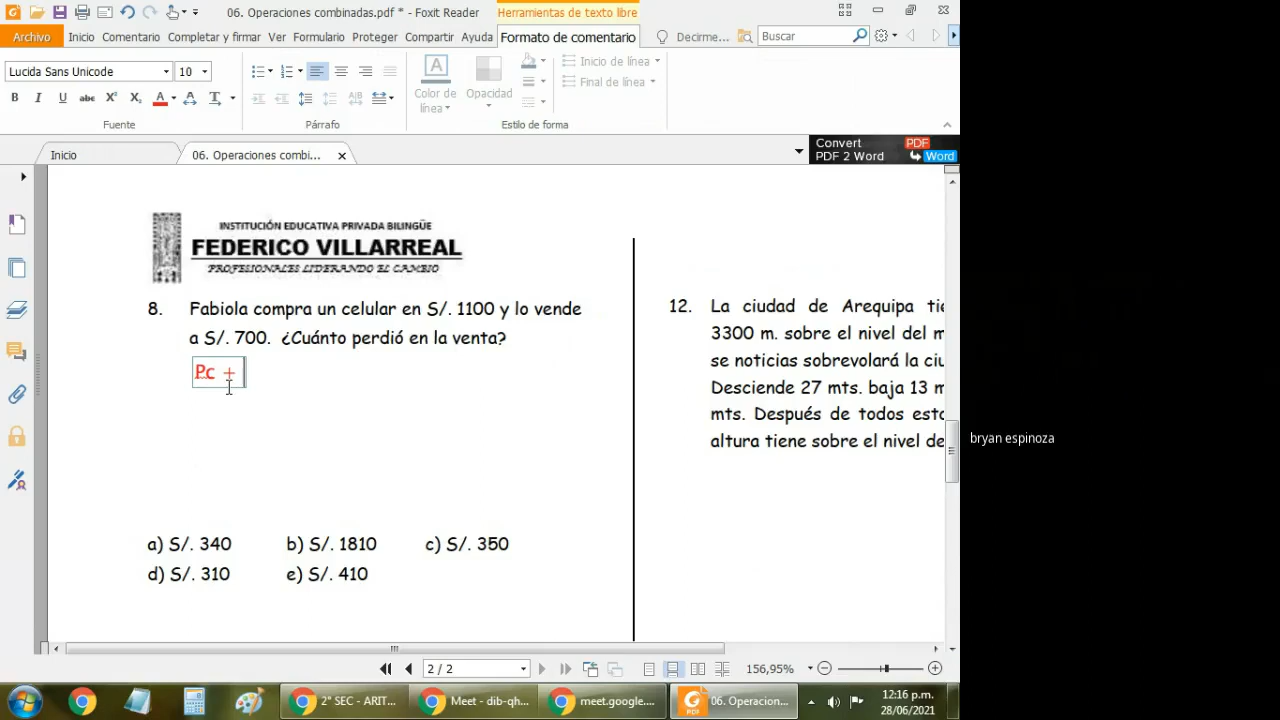 06. Operaciones combinadas.pdf * - Foxit Reader
Herramientas de texto libre
Archivo Inicio Comentario Completar y firmar Ver Formulario Proteger Compartir Ayuda Formato de comentario Decirme... Buscar
Lucida Sans Unicode 10
Inicio de línea
Final de línea
Color de línea
Opacidad
Fuente Párrafo Estilo de forma
Inicio
06. Operaciones combi...
Convert PDF
PDF 2 Word Word
INSTITUCIÓN EDUCATIVA PRIVADA BILINGÜE
FEDERICO VILLARREAL
PROFESIONALES LIDERANDO EL CAMBIO
8. Fabiola compra un celular en S/. 1100 y lo vende
a S/. 700. ¿Cuánto perdió en la venta?
Pc +
a) S/. 340 b) S/. 1810 c) S/. 350
d) S/. 310 e) S/. 410
12. La ciudad de Arequipa tie
3300 m. sobre el nivel del m
se noticias sobrevolará la ciu
Desciende 27 mts. baja 13 m
mts. Después de todos esto
altura tiene sobre el nivel de
bryan espinoza
2 / 2
156,95%
2° SEC - ARIT...
Meet - dib-qh...
meet.google....
06. Operacion...
12:16 p.m.
28/06/2021